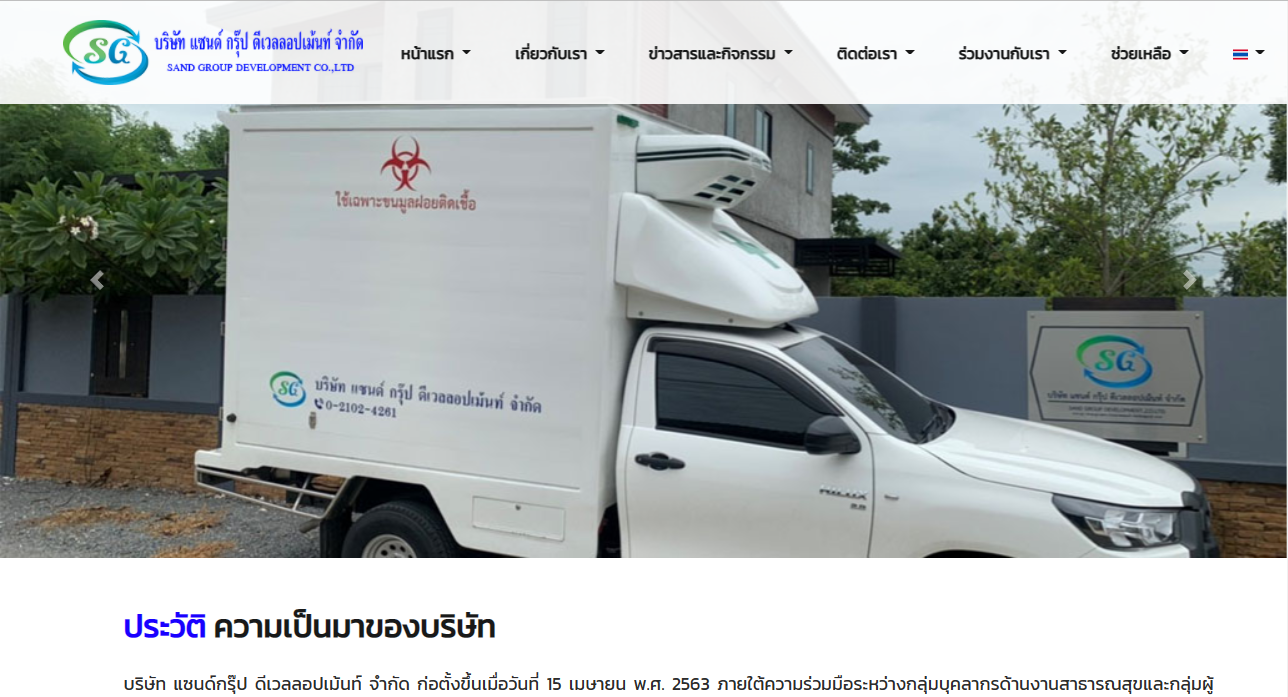 SG
บริษัท แซนด์ กรุ๊ป ดีเวลลอปเม้นท์ จำกัด
SAND GROUP DEVELOPMENT CO.,LTD
หน้าแรก
เกี่ยวกับเรา
ข่าวสารและกิจกรรม
ติดต่อเรา
ร่วมงานกับเรา
ช่วยเหลือ
ใช้เฉพาะขนมูลฝอยติดเชื้อ
SG
บริษัท แซนด์ กรุ๊ป ดีเวลลอปเม้นท์ จำกัด
0-2102-4261
HILUX
SG
บริษัท แซนด์ กรุ๊ป ดีเวลลอปเม้นท์ จำกัด
SAND GROUP DEVELOPMENT CO.,LTD
ประวัติ ความเป็นมาของบริษัท
บริษัท แซนด์กรุ๊ป ดีเวลลอปเม้นท์ จำกัด ก่อตั้งขึ้นเมื่อวันที่ 15 เมษายน พ.ศ. 2563 ภายใต้ความร่วมมือระหว่างกลุ่มบุคลากรด้านงานสาธารณสุขและกลุ่มผู้